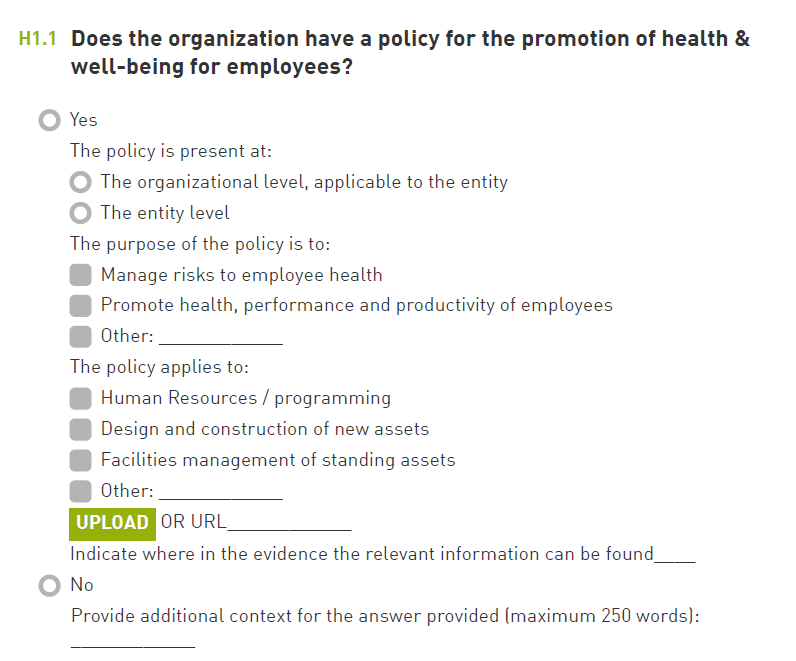 H1.1 Does the organization have a policy for the promotion of health &
well-being for employees?
Yes
The policy is present at:
The organizational level, applicable to the entity
The entity level
The purpose of the policy is to:
Manage risks to employee health
Promote health, performance and productivity of employees
Other: ____________
The policy applies to:
Human Resources / programming
Design and construction of new assets
Facilities management of standing assets
Other: ____________
UPLOAD OR URL____________
Indicate where in the evidence the relevant information can be found____
No
Provide additional context for the answer provided (maximum 250 words):
____________